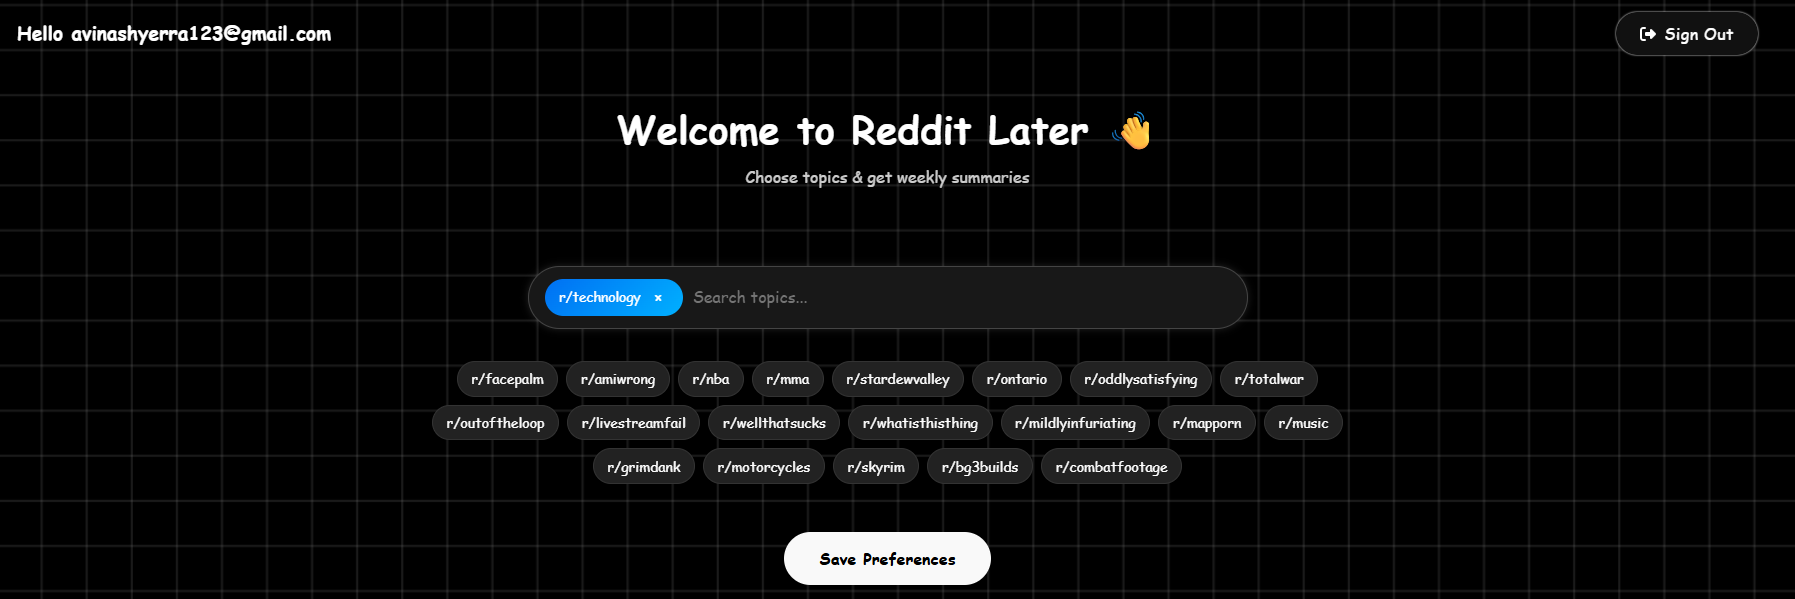 Hello avinashyerra123@gmail.com
Sign Out
Welcome to Reddit Later 👋
Choose topics & get weekly summaries
r/technology × Search topics...
r/facepalm r/amiwrong r/nba r/mma r/stardewvalley r/ontario r/oddlysatisfying r/totalwar
r/outoftheloop r/livestreamfail r/wellthatsucks r/whatisthisthing r/mildlyinfuriating r/mapporn r/music
r/grimdank r/motorcycles r/skyrim r/bg3builds r/combatfootage
Save Preferences